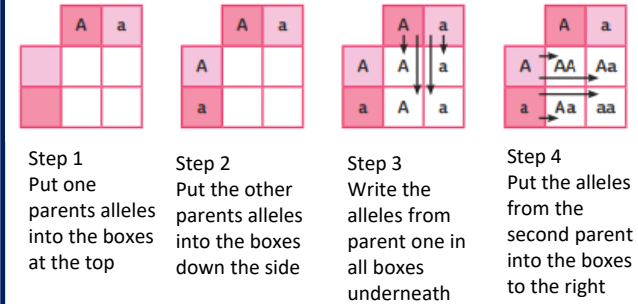 A a
A a
A
a
A a
A A a
a A a
A a
A AA Aa
a Aa aa
Step 1
Put one
parents alleles
into the boxes
at the top
Step 2
Put the other
parents alleles
into the boxes
down the side
Step 3
Write the
alleles from
parent one in
all boxes
underneath
Step 4
Put the alleles
from the
second parent
into the boxes
to the right